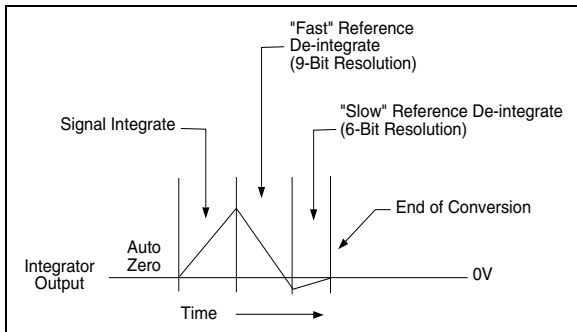 "Fast" Reference
De-integrate
(9-Bit Resolution)
Signal Integrate
"Slow" Reference De-integrate
(6-Bit Resolution)
End of Conversion
Auto
Zero
Integrator
Output
0V
Time